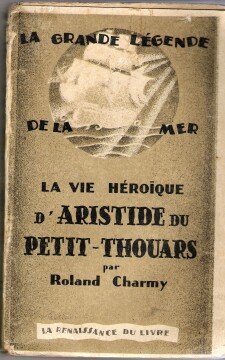 LA GRANDE LÉGENDE
DE LA MER
LA VIE HÉROÏQUE
D'ARISTIDE DU
PETIT-THOUARS
par
Roland Charmy
LA RENAISSANCE DU LIVRE